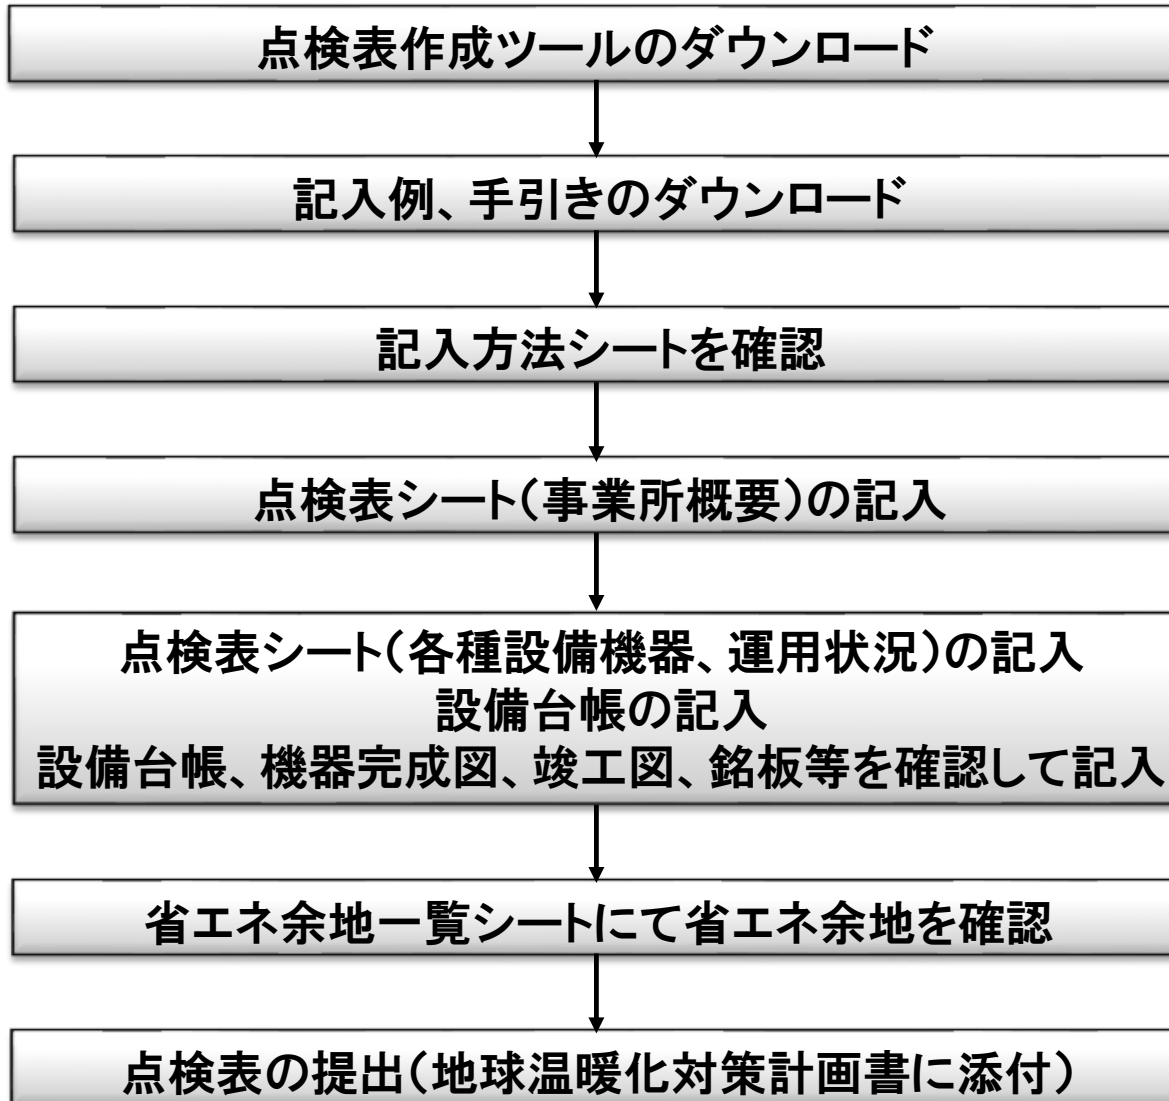 点検表作成ツールのダウンロード
記入例、手引きのダウンロード
記入方法シートを確認
点検表シート(事業所概要)の記入
点検表シート(各種設備機器、運用状況)の記入
設備台帳の記入
設備台帳、機器完成図、竣工図、銘板等を確認して記入
省エネ余地一覧シートにて省エネ余地を確認
点検表の提出(地球温暖化対策計画書に添付)